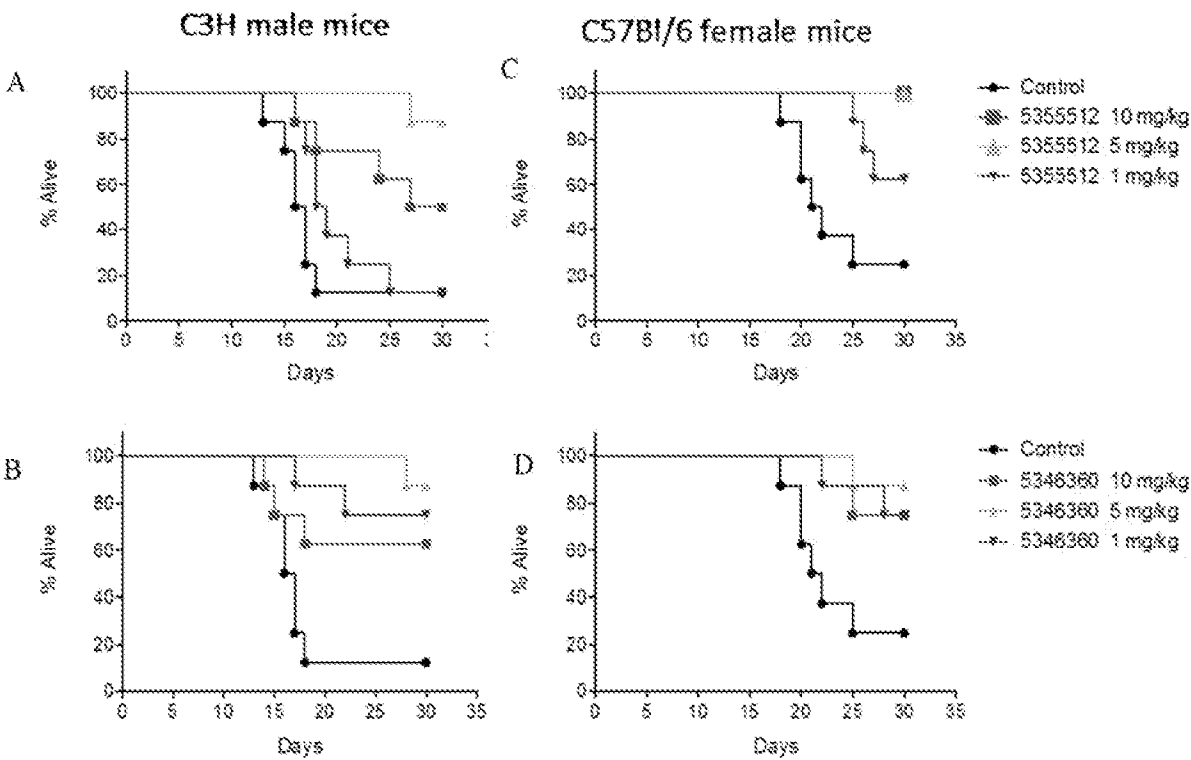 C3H male mice
C57Bl/6 female mice
A
100
80
60
40
20
0
% Alive
0 5 10 15 20 25 30
Days
C
100
80
60
40
20
0
% Alive
0 5 10 15 20 25 30 35
Days
Control
5355512 10 mg/kg
5355512 5 mg/kg
5355512 1 mg/kg
B
100
80
60
40
20
0
% Alive
0 5 10 15 20 25 30 35
Days
D
100
80
60
40
20
0
% Alive
0 5 10 15 20 25 30 35
Days
Control
5346360 10 mg/kg
5346360 5 mg/kg
5346360 1 mg/kg